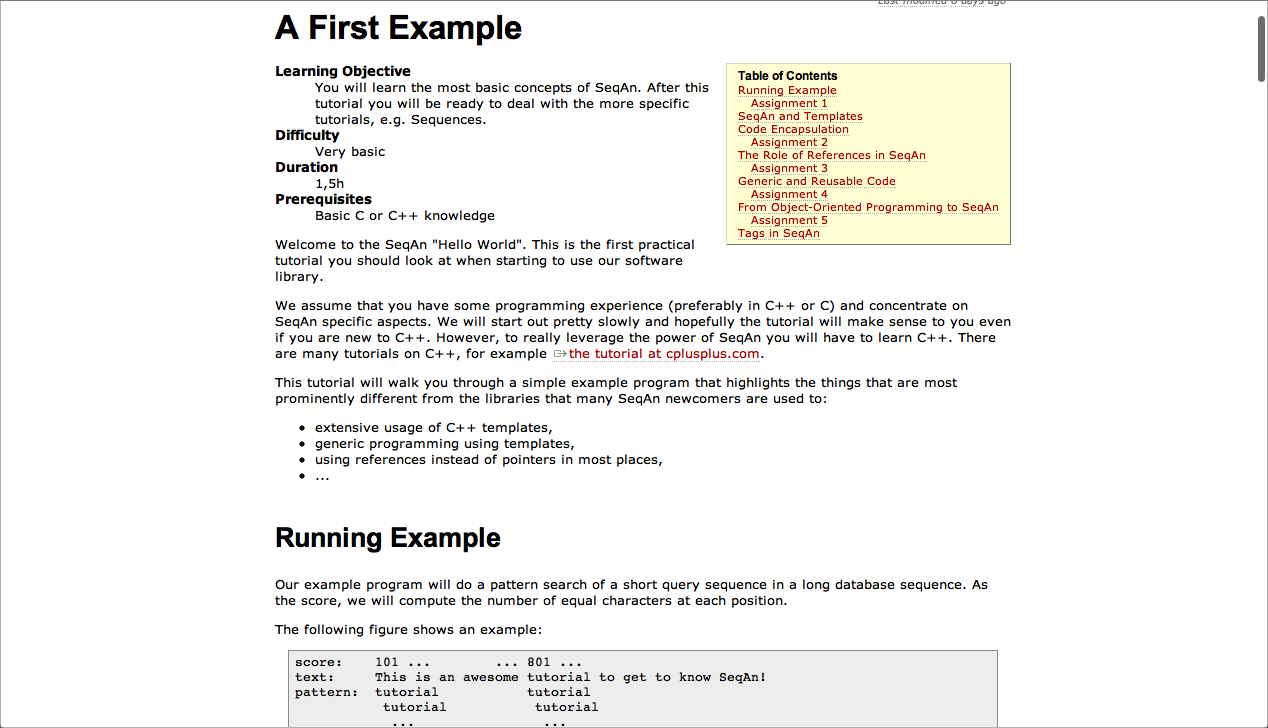 Last modified 8 days ago
A First Example
Learning Objective
You will learn the most basic concepts of SeqAn. After this
tutorial you will be ready to deal with the more specific
tutorials, e.g. Sequences.
Difficulty
Very basic
Duration
1,5h
Prerequisites
Basic C or C++ knowledge
Table of Contents
Running Example
Assignment 1
SeqAn and Templates
Code Encapsulation
Assignment 2
The Role of References in SeqAn
Assignment 3
Generic and Reusable Code
Assignment 4
From Object-Oriented Programming to SeqAn
Assignment 5
Tags in SeqAn
Welcome to the SeqAn "Hello World". This is the first practical
tutorial you should look at when starting to use our software
library.
We assume that you have some programming experience (preferably in C++ or C) and concentrate on
SeqAn specific aspects. We will start out pretty slowly and hopefully the tutorial will make sense to you even
if you are new to C++. However, to really leverage the power of SeqAn you will have to learn C++. There
are many tutorials on C++, for example the tutorial at cplusplus.com.
This tutorial will walk you through a simple example program that highlights the things that are most
prominently different from the libraries that many SeqAn newcomers are used to:
• extensive usage of C++ templates,
• generic programming using templates,
• using references instead of pointers in most places,
• ...
Running Example
Our example program will do a pattern search of a short query sequence in a long database sequence. As
the score, we will compute the number of equal characters at each position.
The following figure shows an example:
score:    101 ...        ... 801 ...
text:     This is an awesome tutorial to get to know SeqAn!
pattern:  tutorial           tutorial
           tutorial           tutorial
            ...                ...